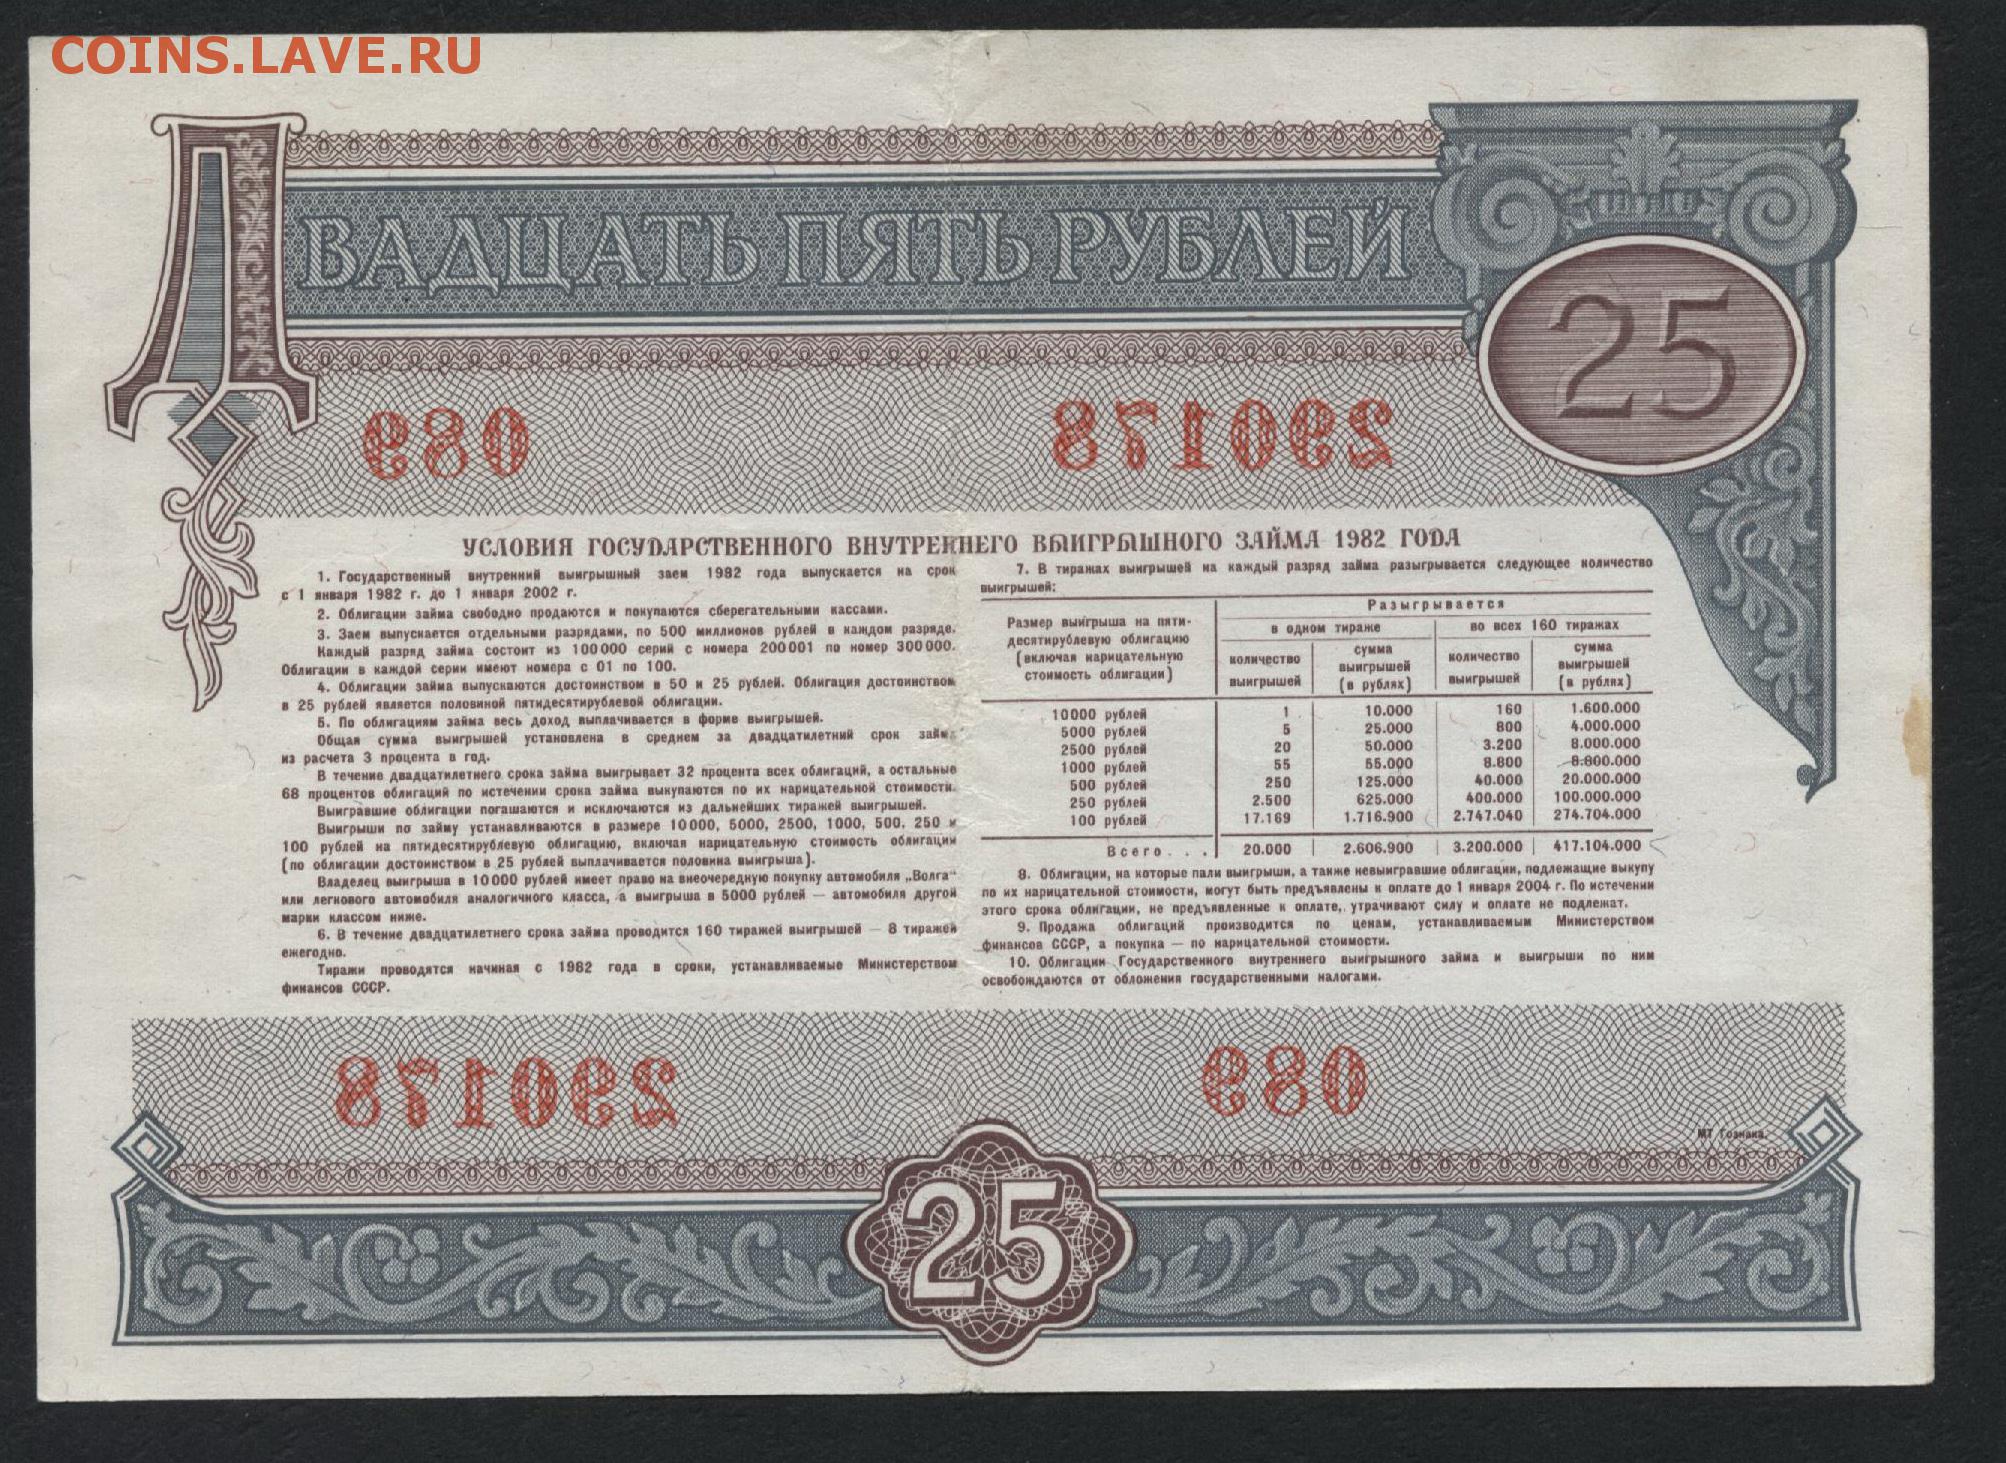 COINS.LAVE.RU
ДВАДЦАТЬ ПЯТЬ РУБЛЕЙ
25
089 290178
УСЛОВИЯ ГОСУДАРСТВЕННОГО ВНУТРЕННЕГО ВЫИГРЫШНОГО ЗАЙМА 1982 ГОДА
1. Государственный внутренний выигрышный заем 1982 года выпускается на срок
с 1 января 1982 г. до 1 января 2002 г.
2. Облигации займа свободно продаются и покупаются сберегательными кассами.
3. Заем выпускается отдельными разрядами, по 500 миллионов рублей в каждом разряде.
Каждый разряд займа состоит из 100000 серий с номера 200001 по номер 300000.
Облигации в каждой серии имеют номера с 01 по 100.
4. Облигации займа выпускаются достоинством в 50 и 25 рублей. Облигация достоинством
в 25 рублей является половиной пятидесятирублевой облигации.
5. По облигациям займа весь доход выплачивается в форме выигрышей.
Общая сумма выигрышей установлена в среднем за двадцатилетний срок займа
из расчета 3 процента в год.
В течение двадцатилетнего срока займа выигрывает 32 процента всех облигаций, а остальные
68 процентов облигаций по истечении срока займа выкупаются по их нарицательной стоимости.
Выигравшие облигации погашаются и исключаются из дальнейших тиражей выигрышей.
Выигрыши по займу устанавливаются в размере 10000, 5000, 2500, 1000, 500, 250 и
100 рублей на пятидесятирублевую облигацию, включая нарицательную стоимость облигации
(по облигации достоинством в 25 рублей выплачивается половина выигрыша).
Владелец выигрыша в 10000 рублей имеет право на внеочередную покупку автомобиля „Волга“
или легкового автомобиля аналогичного класса, а выигрыша в 5000 рублей — автомобиля другой
марки классом ниже.
6. В течение двадцатилетнего срока займа проводится 160 тиражей выигрышей — 8 тиражей
ежегодно.
Тиражи проводятся начиная с 1982 года в сроки, устанавливаемые Министерством
финансов СССР.
7. В тиражах выигрышей на каждый разряд займа разыгрывается следующее количество
выигрышей:
Размер выигрыша на пяти-
десятирублевую облигацию
(включая нарицательную
стоимость облигации)
Разыгрывается
в одном тираже во всех 160 тиражах
количество выигрышей сумма выигрышей (в рублях) количество выигрышей сумма выигрышей (в рублях)
10000 рублей 1 10.000 160 1.600.000
5000 рублей 5 25.000 800 4.000.000
2500 рублей 20 50.000 3.200 8.000.000
1000 рублей 55 55.000 8.800 8.800.000
500 рублей 250 125.000 40.000 20.000.000
250 рублей 2.500 625.000 400.000 100.000.000
100 рублей 17.169 1.716.900 2.747.040 274.704.000
Всего . . . 20.000 2.606.900 3.200.000 417.104.000
8. Облигации, на которые пали выигрыши, а также невыигравшие облигации, подлежащие выкупу
по их нарицательной стоимости, могут быть предъявлены к оплате до 1 января 2004 г. По истечении
этого срока облигации, не предъявленные к оплате, утрачивают силу и оплате не подлежат.
9. Продажа облигаций производится по ценам, устанавливаемым Министерством
финансов СССР, а покупка — по нарицательной стоимости.
10. Облигации Государственного внутреннего выигрышного займа и выигрыши по ним
освобождаются от обложения государственными налогами.
290178 089
МТ Гознака.
25